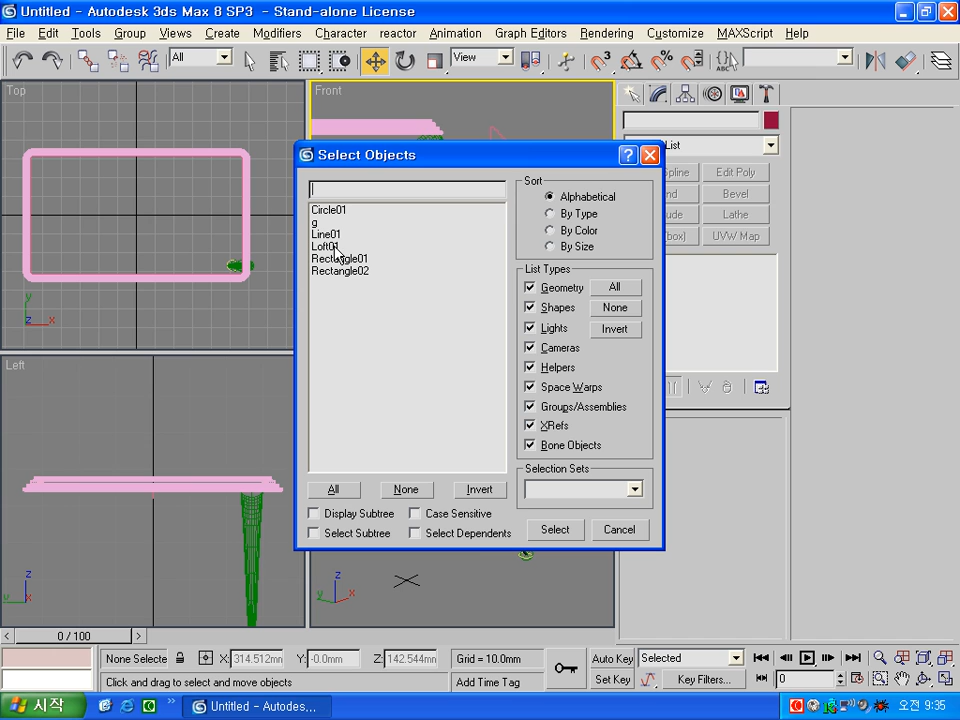 Untitled - Autodesk 3ds Max 8 SP3 - Stand-alone License
File Edit Tools Group Views Create Modifiers Character reactor Animation Graph Editors Rendering Customize MAXScript Help
All
View
Top
Front
Left
Select Objects
Circle01
g
Line01
Loft01
Rectangle01
Rectangle02
All
None
Invert
Display Subtree
Case Sensitive
Select Subtree
Select Dependents
Sort
Alphabetical
By Type
By Color
By Size
List Types
Geometry
All
Shapes
None
Lights
Invert
Cameras
Helpers
Space Warps
Groups/Assemblies
XRefs
Bone Objects
Selection Sets
Select
Cancel
List
Spline
Edit Poly
Bevel
Lathe
UVW Map
y
z
x
z
z
x
0 / 100
None Selecte
X: 314.512mm
Y: -0.0mm
Z: 142.544mm
Grid = 10.0mm
Auto Key
Selected
Click and drag to select and move objects
Add Time Tag
Set Key
Key Filters...
0
시작
Untitled - Autodes...
오전 9:35